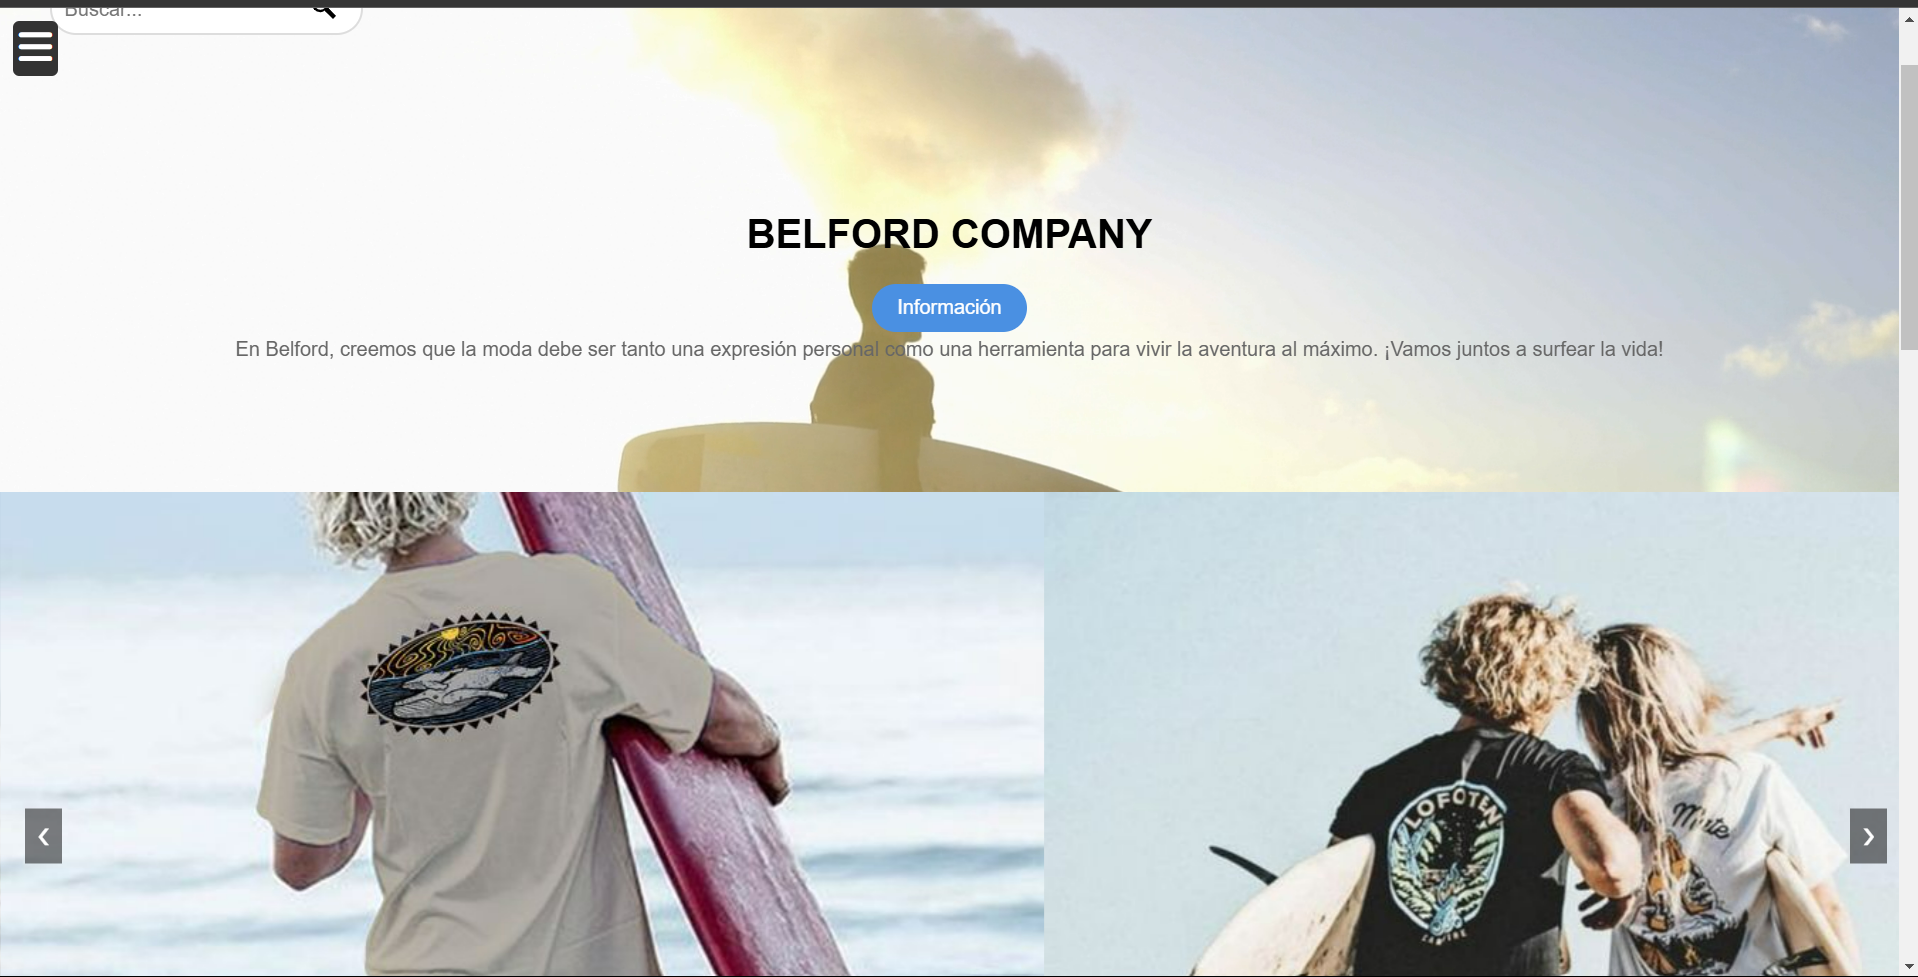 Buscar...
BELFORD COMPANY
Información
En Belford, creemos que la moda debe ser tanto una expresión personal como una herramienta para vivir la aventura al máximo. ¡Vamos juntos a surfear la vida!
LOFOTEN